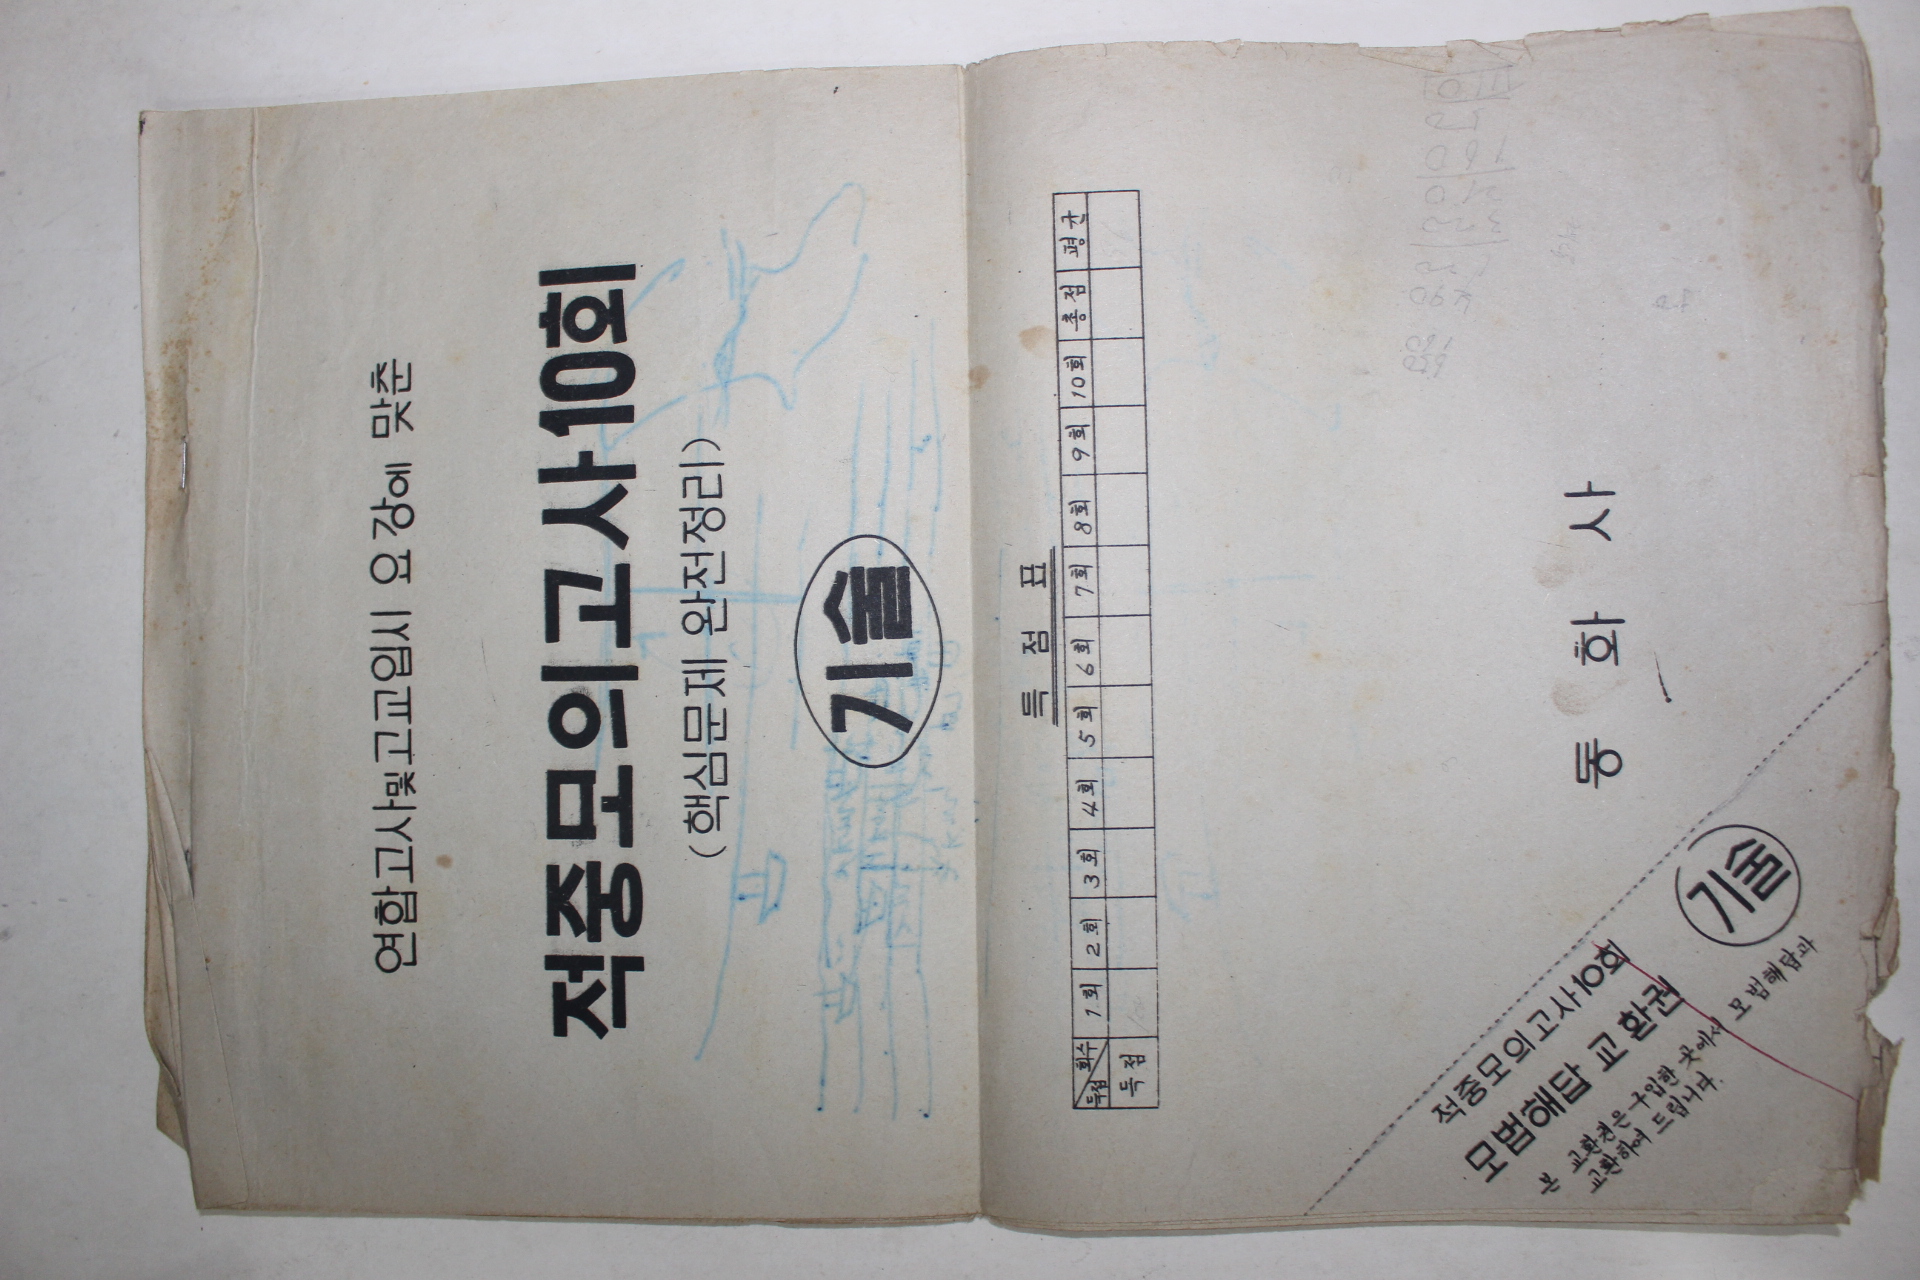 연합고사및고교입시 요강에 맞춘
적중모의고사10회
(핵심문제 완전정리)
기술
득점표
득점 회수 1회 2회 3회 4회 5회 6회 7회 8회 9회 10회 총점 평균
득점
동화사
적중모의고사10회
모범해답 교환권
기술
본 교환권은 구입한 곳에서 모범해답과
교환하여 드립니다.